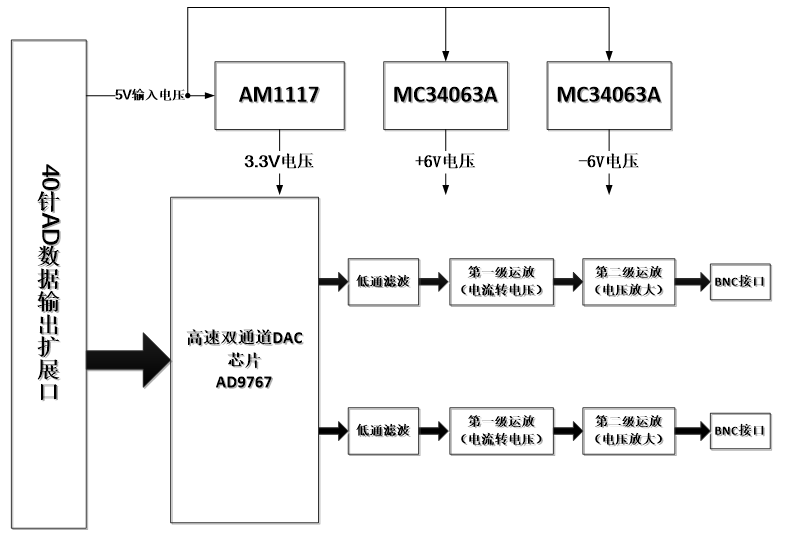 5V输入电压
AM1117
MC34063A
MC34063A
3.3V电压
+6V电压
-6V电压
40针AD数据输出扩展口
高速双通道DAC
芯片
AD9767
低通滤波
第一级运放
（电流转电压）
第二级运放
（电压放大）
BNC接口
低通滤波
第一级运放
（电流转电压）
第二级运放
（电压放大）
BNC接口